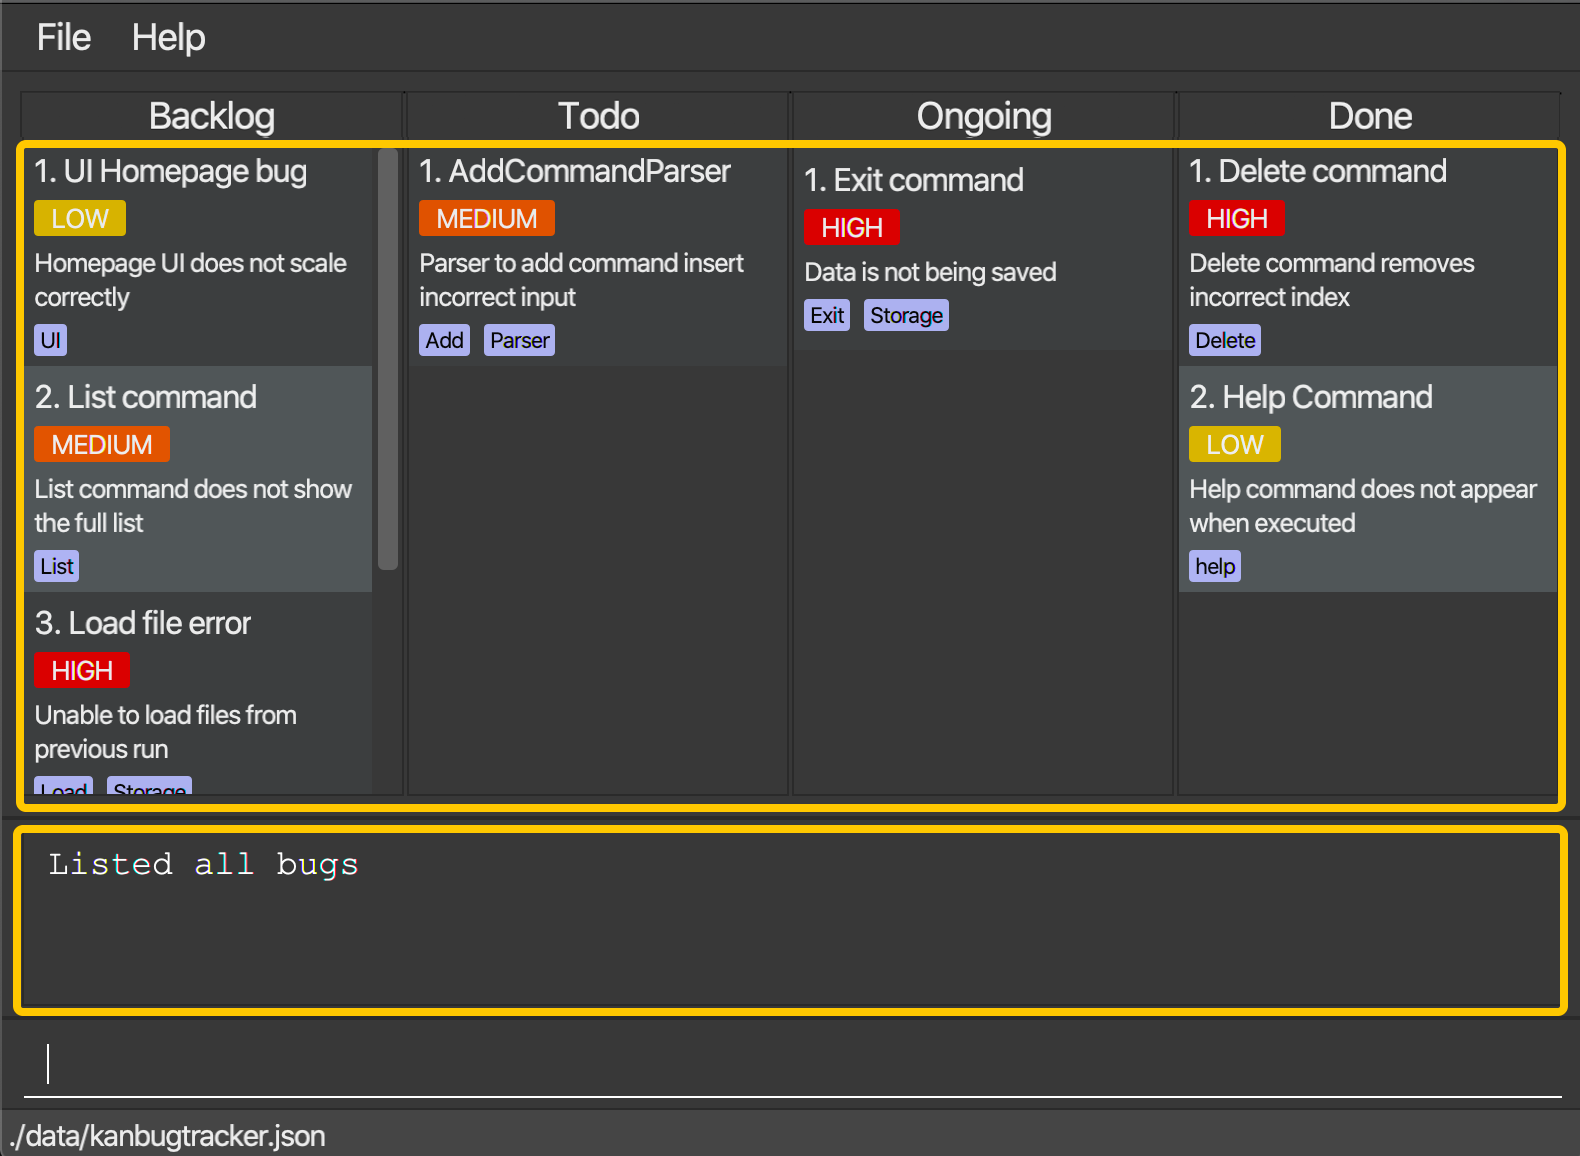 File Help
Backlog Todo Ongoing Done
1. UI Homepage bug
LOW
Homepage UI does not scale
correctly
UI
2. List command
MEDIUM
List command does not show
the full list
List
3. Load file error
HIGH
Unable to load files from
previous run
Load Storage
1. AddCommandParser
MEDIUM
Parser to add command insert
incorrect input
Add Parser
1. Exit command
HIGH
Data is not being saved
Exit Storage
1. Delete command
HIGH
Delete command removes
incorrect index
Delete
2. Help Command
LOW
Help command does not appear
when executed
help
Listed all bugs
./data/kanbugtracker.json